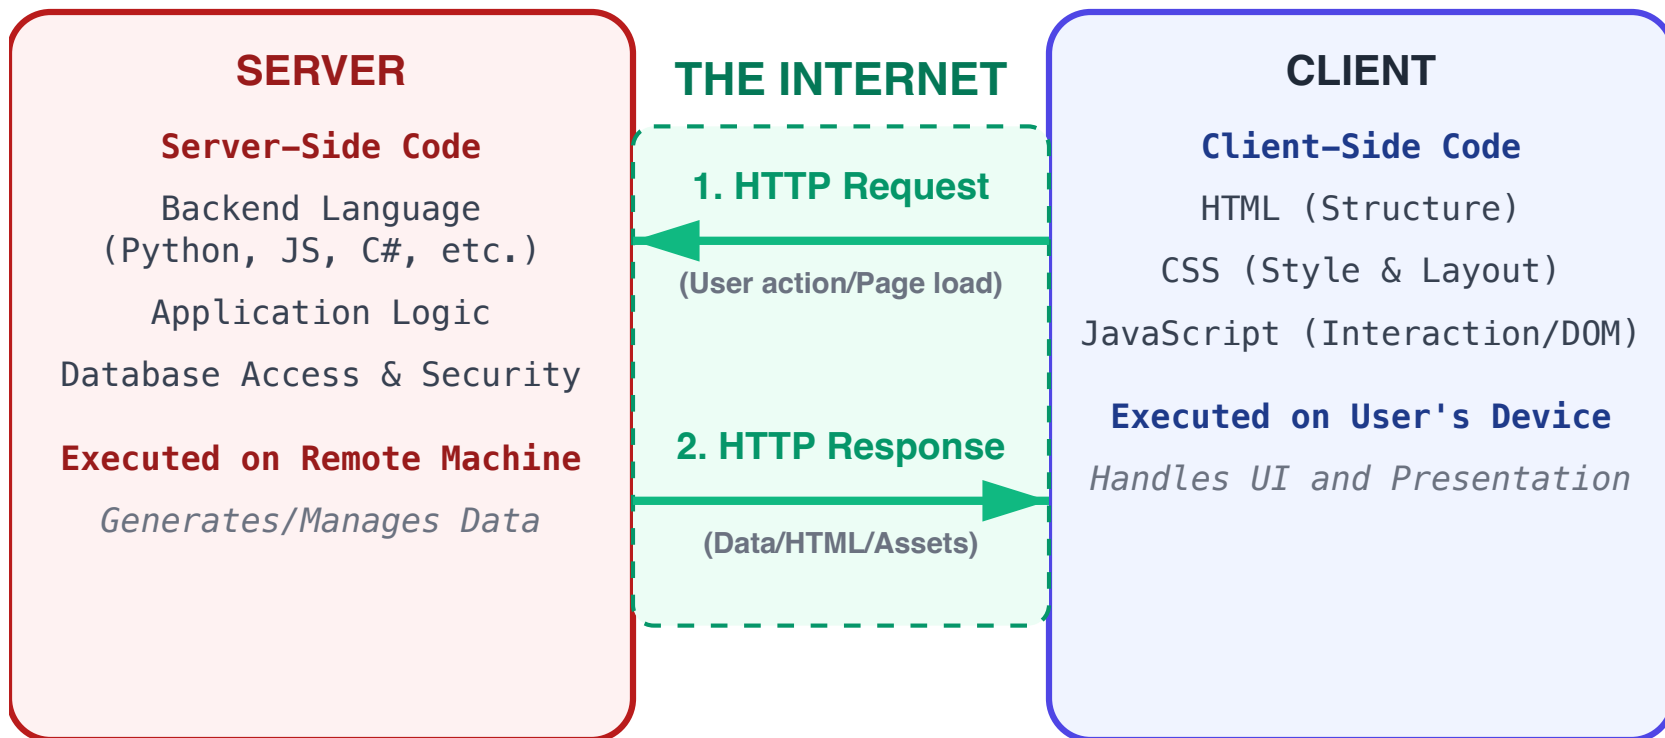 SERVER
Server-Side Code
Backend Language
(Python, JS, C#, etc.)
Application Logic
Database Access & Security
Executed on Remote Machine
Generates/Manages Data
THE INTERNET
1. HTTP Request
(User action/Page load)
2. HTTP Response
(Data/HTML/Assets)
CLIENT
Client-Side Code
HTML (Structure)
CSS (Style & Layout)
JavaScript (Interaction/DOM)
Executed on User's Device
Handles UI and Presentation